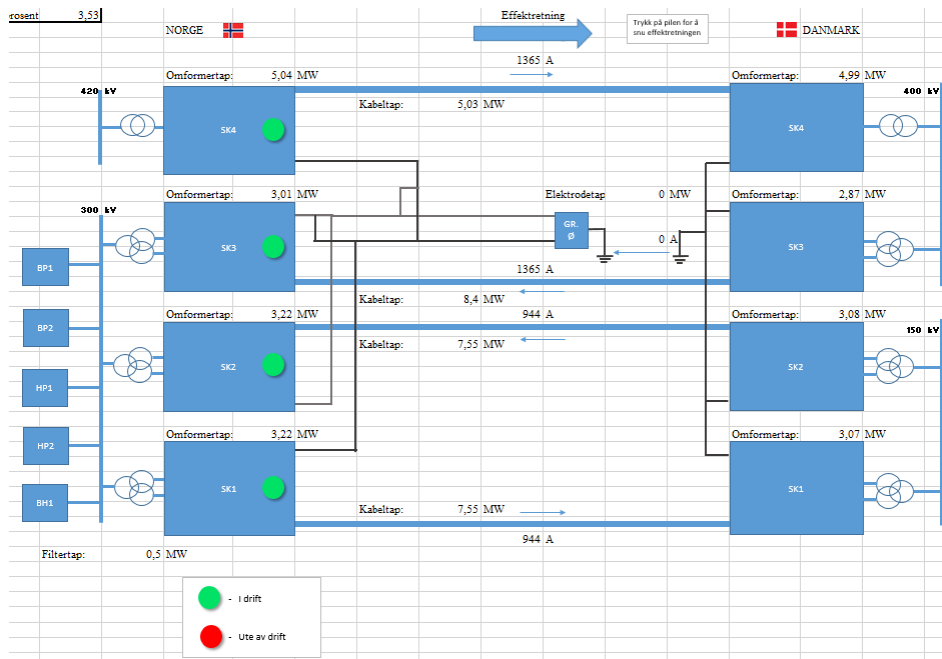 rosent 3,53
Effektretning
Trykk på pilen for å
snu effektretningen
NORGE
DANMARK
1365 A
Omformertap: 5,04 MW
Omformertap: 4,99 MW
420 kV
400 kV
Kabeltap: 5,03 MW
SK4
SK4
Omformertap: 3,01 MW
Elektrodetap 0 MW
Omformertap: 2,87 MW
300 kV
GR.
Ø
SK3
0 A
SK3
BP1
1365 A
Kabeltap: 8,4 MW
944 A
Omformertap: 3,22 MW
Omformertap: 3,08 MW
BP2
150 kV
Kabeltap: 7,55 MW
SK2
SK2
HP1
Omformertap: 3,22 MW
Omformertap: 3,07 MW
HP2
SK1
SK1
BH1
Kabeltap: 7,55 MW
944 A
Filtertap: 0,5 MW
- I drift
- Ute av drift